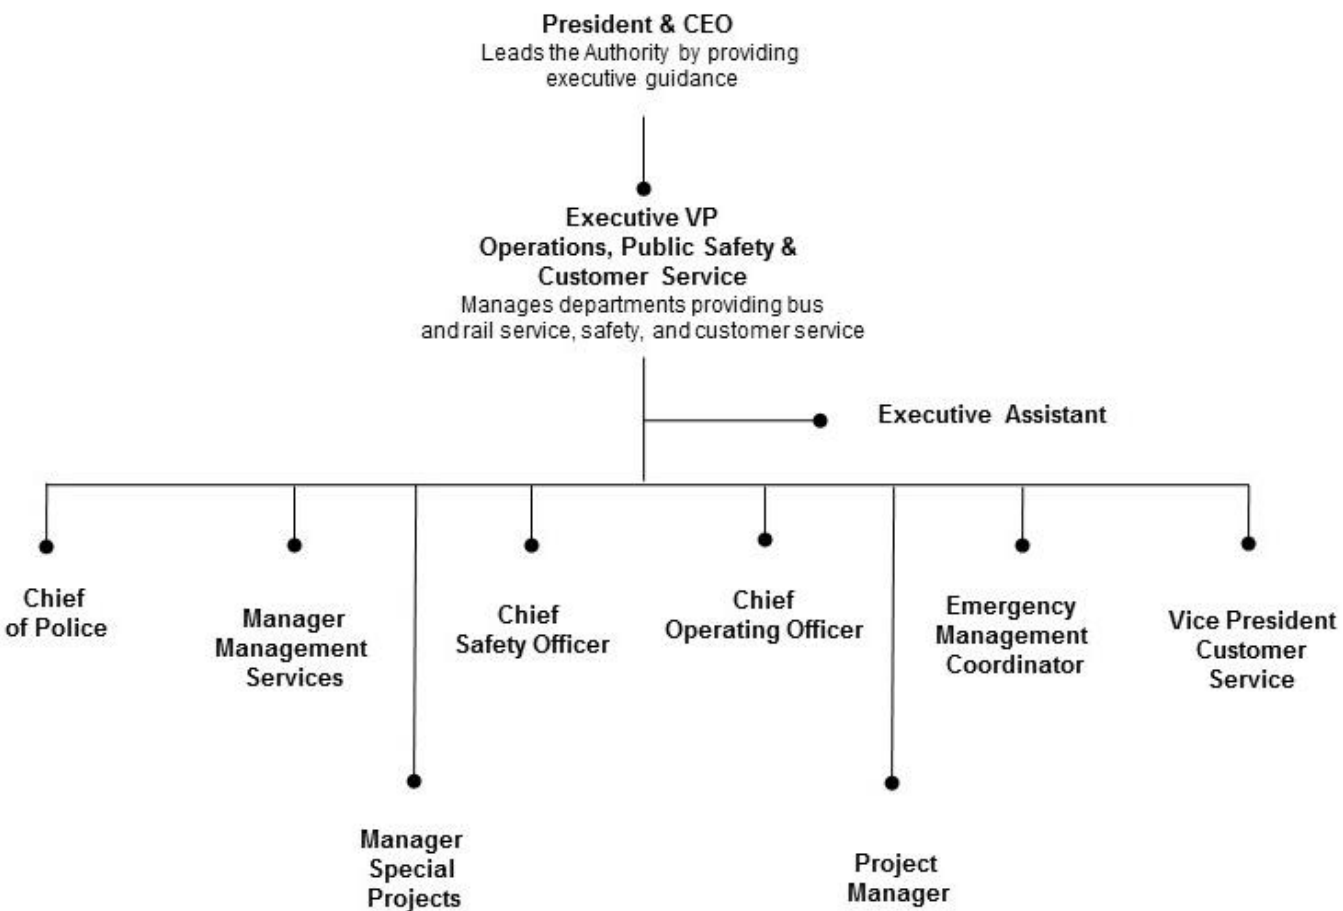 President & CEO
Leads the Authority by providing
executive guidance
Executive VP
Operations, Public Safety &
Customer Service
Manages departments providing bus
and rail service, safety, and customer service
Executive Assistant
Chief
of Police
Manager
Management
Services
Chief
Safety Officer
Chief
Operating Officer
Emergency
Management
Coordinator
Vice President
Customer
Service
Manager
Special
Projects
Project
Manager